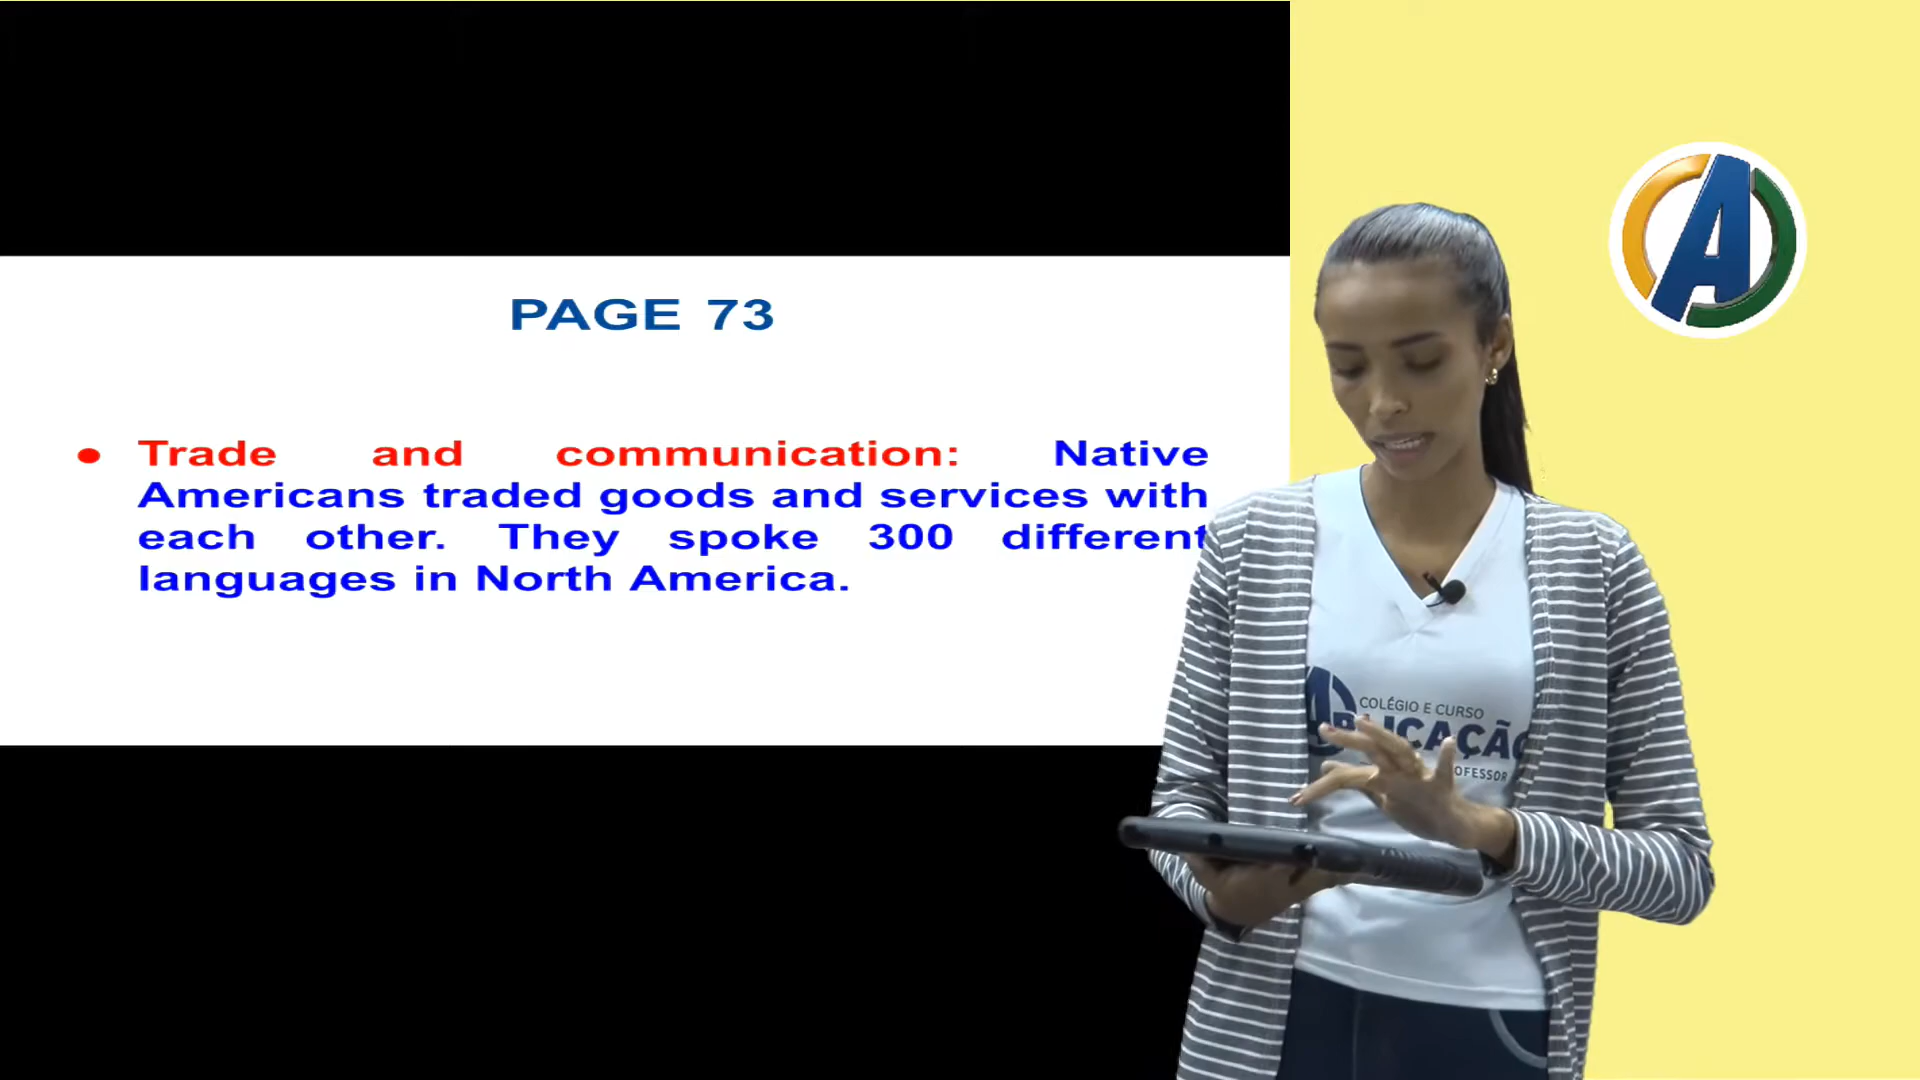 PAGE 73
• Trade and communication: Native
Americans traded goods and services with
each other. They spoke 300 different
languages in North America.
A
COLÉGIO E CURSO